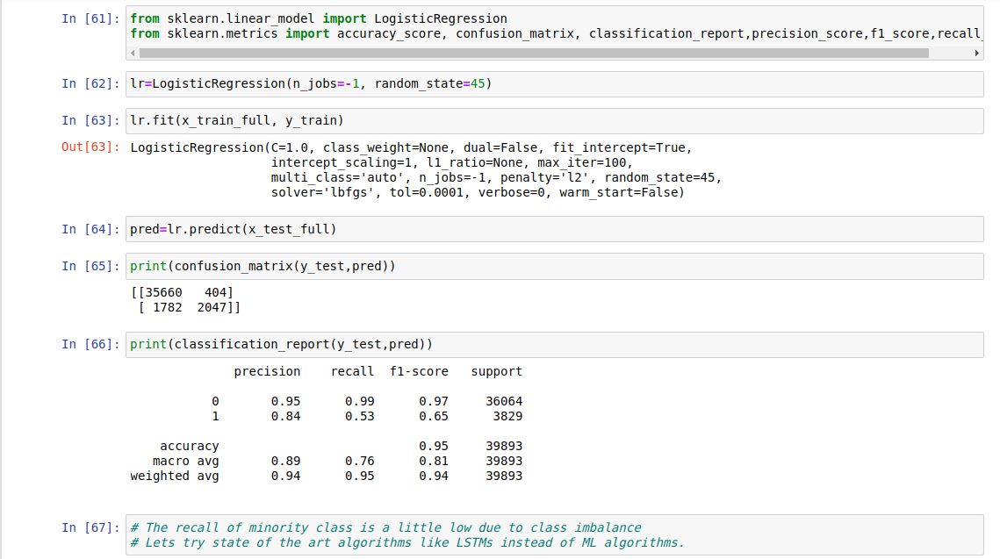 In [61]: from sklearn.linear_model import LogisticRegression
from sklearn.metrics import accuracy_score, confusion_matrix, classification_report,precision_score,f1_score,recall_
In [62]: lr=LogisticRegression(n_jobs=-1, random_state=45)
In [63]: lr.fit(x_train_full, y_train)
Out[63]: LogisticRegression(C=1.0, class_weight=None, dual=False, fit_intercept=True,
intercept_scaling=1, l1_ratio=None, max_iter=100,
multi_class='auto', n_jobs=-1, penalty='l2', random_state=45,
solver='lbfgs', tol=0.0001, verbose=0, warm_start=False)
In [64]: pred=lr.predict(x_test_full)
In [65]: print(confusion_matrix(y_test,pred))
[[35660   404]
[ 1782  2047]]
In [66]: print(classification_report(y_test,pred))
precision    recall  f1-score   support
0       0.95      0.99      0.97     36064
1       0.84      0.53      0.65      3829
accuracy                           0.95     39893
macro avg       0.89      0.76      0.81     39893
weighted avg       0.94      0.95      0.94     39893
In [67]: # The recall of minority class is a little low due to class imbalance
# Lets try state of the art algorithms like LSTMs instead of ML algorithms.